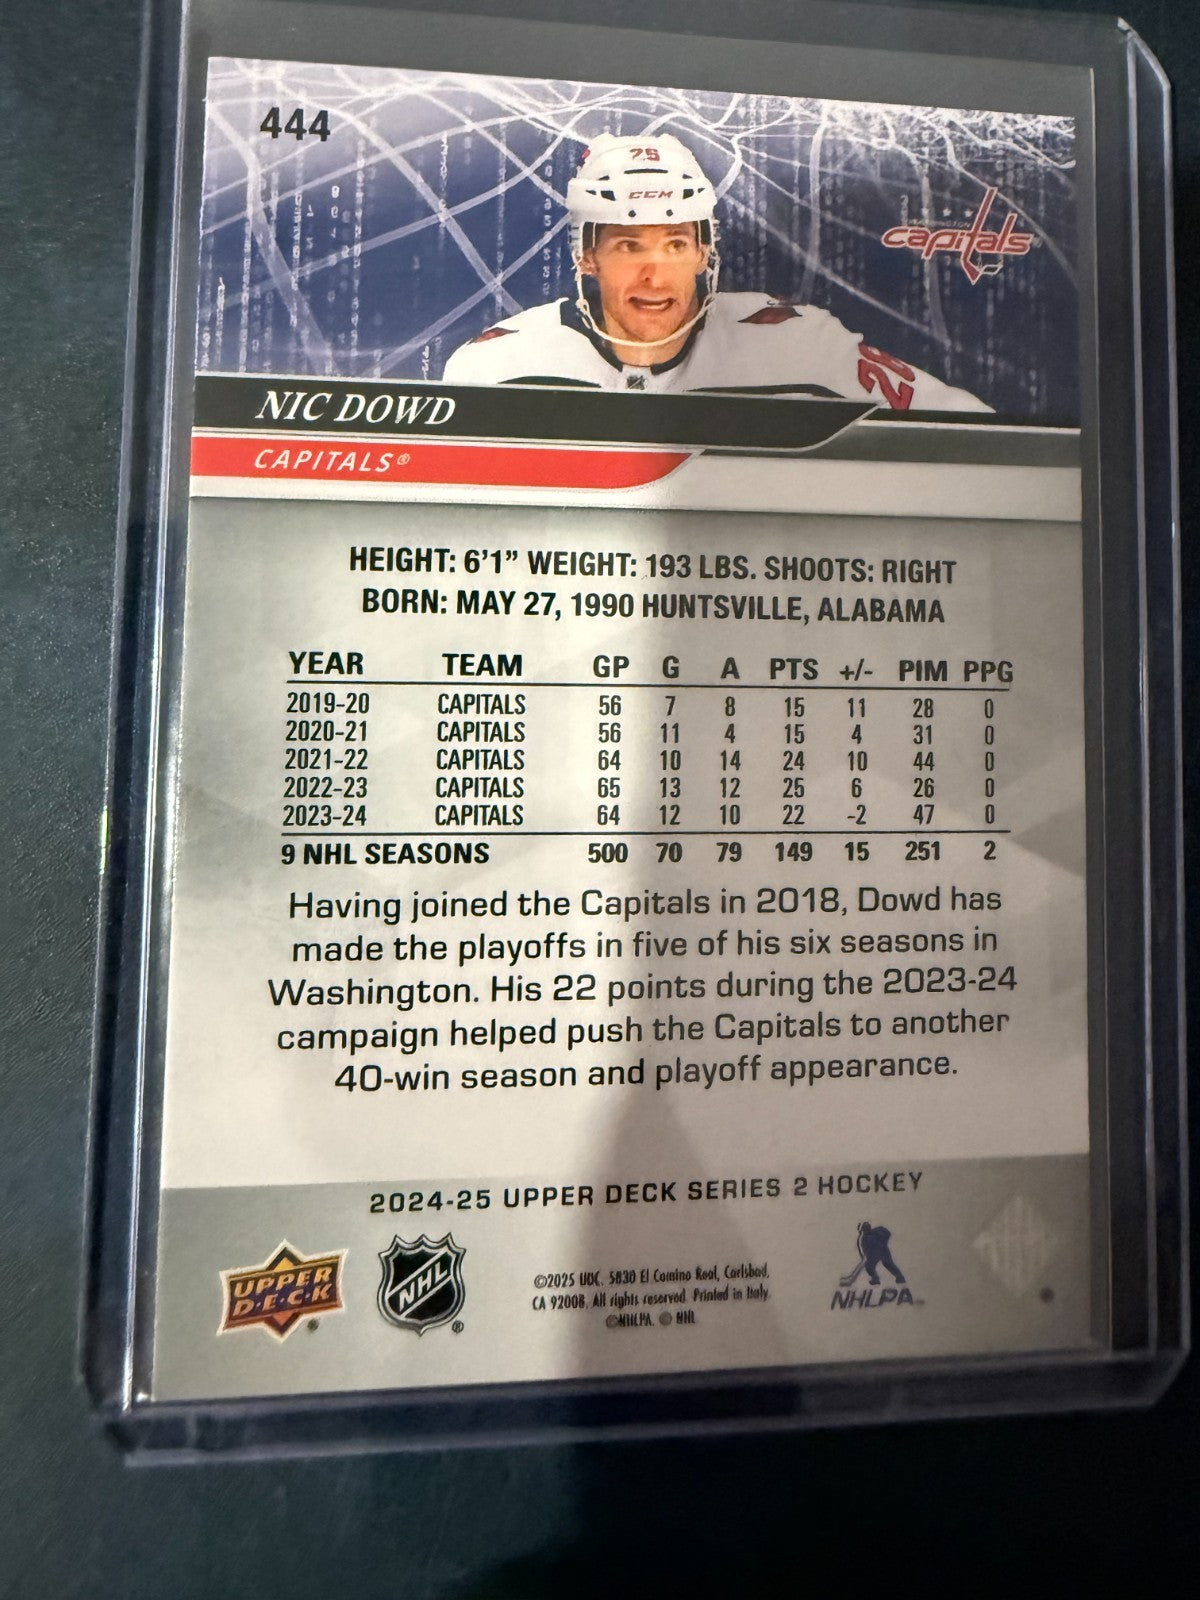 444
25
CCM
capitals
26
NIC DOWD
CAPITALS®
HEIGHT: 6'1" WEIGHT: 193 LBS. SHOOTS: RIGHT
BORN: MAY 27, 1990 HUNTSVILLE, ALABAMA
YEAR TEAM GP G A PTS +/- PIM PPG
2019-20 CAPITALS 56 7 8 15 11 28 0
2020-21 CAPITALS 56 11 4 15 4 31 0
2021-22 CAPITALS 64 10 14 24 10 44 0
2022-23 CAPITALS 65 13 12 25 6 26 0
2023-24 CAPITALS 64 12 10 22 -2 47 0
9 NHL SEASONS 500 70 79 149 15 251 2
Having joined the Capitals in 2018, Dowd has
made the playoffs in five of his six seasons in
Washington. His 22 points during the 2023-24
campaign helped push the Capitals to another
40-win season and playoff appearance.
2024-25 UPPER DECK SERIES 2 HOCKEY
UPPER
D·E·C·K
NHL
©2025 UDC. 5830 El Camino Real, Carlsbad,
CA 92008. All rights reserved. Printed in Italy.
©NHLPA. © NHL
NHLPA